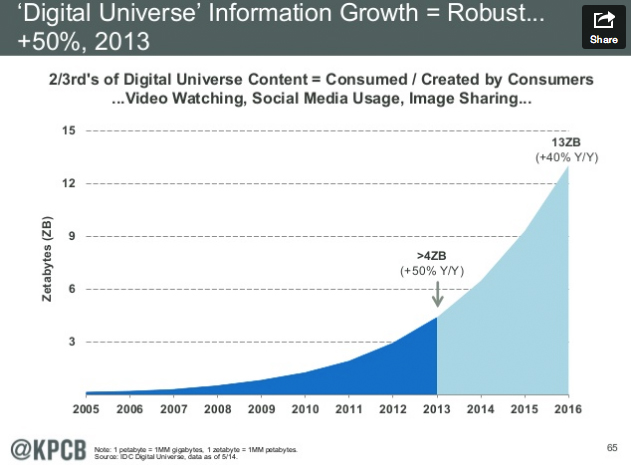 ‘Digital Universe’ Information Growth = Robust...
+50%, 2013
Share
2/3rd's of Digital Universe Content = Consumed / Created by Consumers
...Video Watching, Social Media Usage, Image Sharing...
15
12
9
6
3
Zetabytes (ZB)
13ZB
(+40% Y/Y)
>4ZB
(+50% Y/Y)
2005 2006 2007 2008 2009 2010 2011 2012 2013 2014 2015 2016
@KPCB
Note: 1 petabyte = 1MM gigabytes, 1 zetabyte = 1MM petabytes.
Source: IDC Digital Universe, data as of 5/14.
65